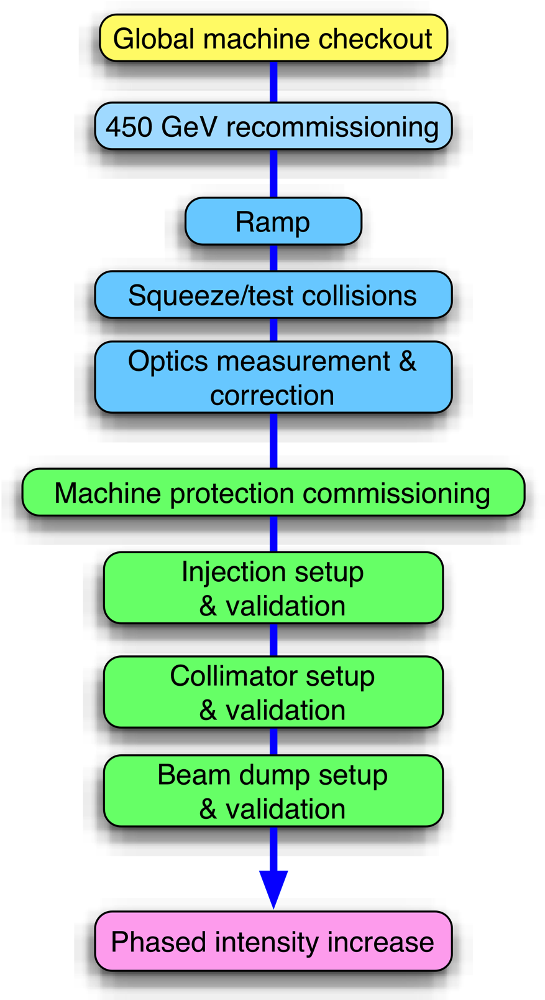 Global machine checkout
450 GeV recommissioning
Ramp
Squeeze/test collisions
Optics measurement &
correction
Machine protection commissioning
Injection setup
& validation
Collimator setup
& validation
Beam dump setup
& validation
Phased intensity increase